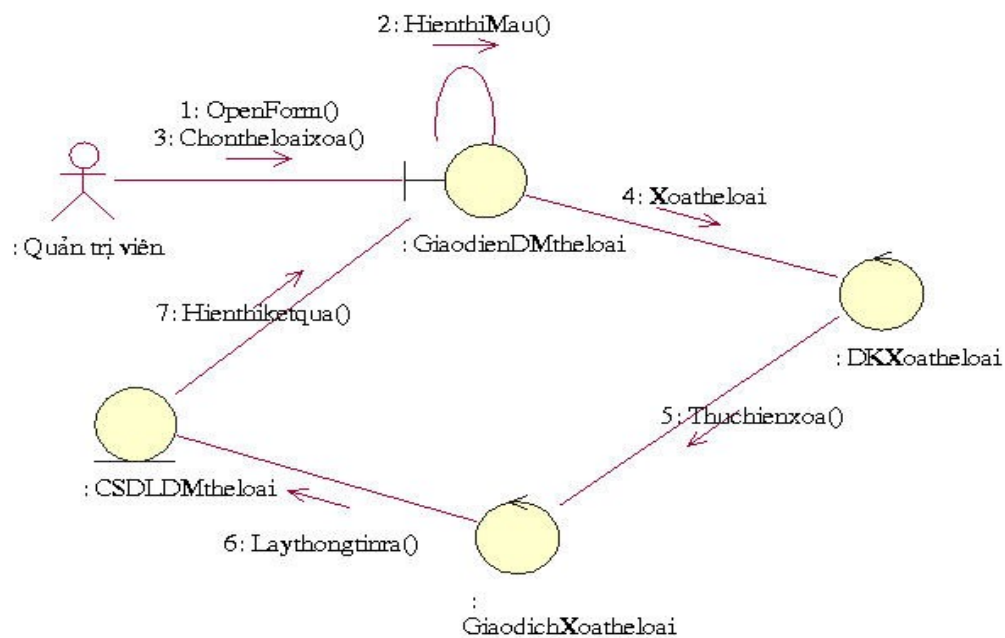 2: HienthiMau()
1: OpenForm()
3: Chontheloaixoa()
4: Xoatheloai
: Quản trị viên
: GiaodienDMtheloai
7: Hienthiketqua()
: DKXoatheloai
5: Thuchienxoa()
: CSDLDMtheloai
6: Laythongtinra()
:
GiaodichXoatheloai